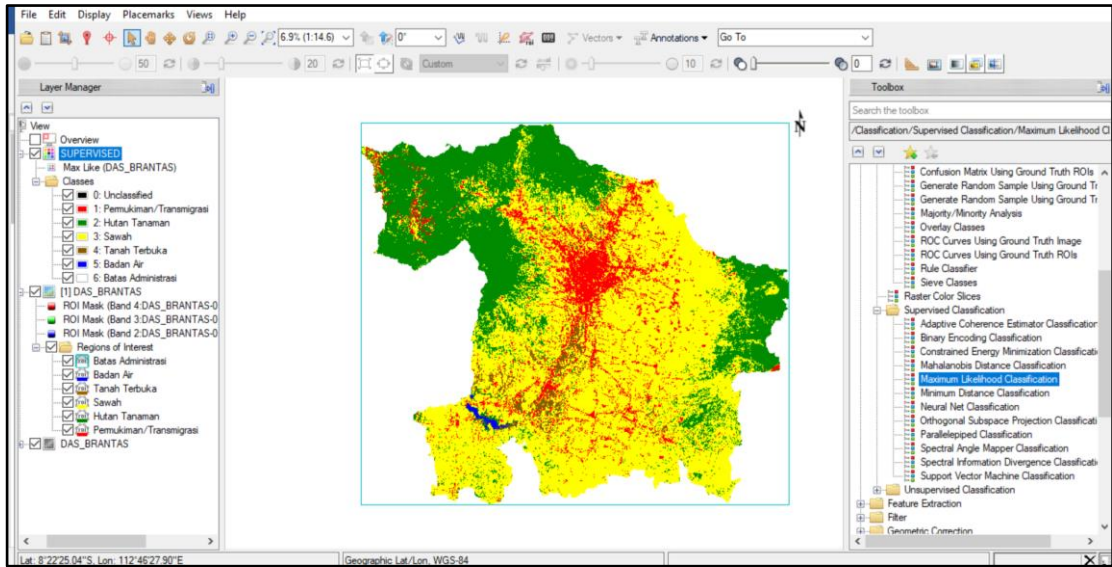 File Edit Display Placemarks Views Help
6.9% (1:14.6) 0° Vectors Annotations Go To
50 20 Custom 10 0
Layer Manager
View
Overview
SUPERVISED
Max Like (DAS_BRANTAS)
Classes
0: Unclassified
1: Permukiman/Transmigrasi
2: Hutan Tanaman
3: Sawah
4: Tanah Terbuka
5: Badan Air
6: Batas Administrasi
[1] DAS_BRANTAS
ROI Mask (Band 4:DAS_BRANTAS-0
ROI Mask (Band 3:DAS_BRANTAS-0
ROI Mask (Band 2:DAS_BRANTAS-0
Regions of Interest
Batas Administrasi
Badan Air
Tanah Terbuka
Sawah
Hutan Tanaman
Permukiman/Transmigrasi
DAS_BRANTAS
N
Toolbox
Search the toolbox
/Classification/Supervised Classification/Maximum Likelihood Cl
Confusion Matrix Using Ground Truth ROIs
Generate Random Sample Using Ground Tr
Generate Random Sample Using Ground Tr
Majority/Minority Analysis
Overlay Classes
ROC Curves Using Ground Truth Image
ROC Curves Using Ground Truth ROIs
Rule Classifier
Sieve Classes
Raster Color Slices
Supervised Classification
Adaptive Coherence Estimator Classification
Binary Encoding Classification
Constrained Energy Minimization Classificati
Mahalanobis Distance Classification
Maximum Likelihood Classification
Minimum Distance Classification
Neural Net Classification
Orthogonal Subspace Projection Classificati
Parallelepiped Classification
Spectral Angle Mapper Classification
Spectral Information Divergence Classificati
Support Vector Machine Classification
Unsupervised Classification
Feature Extraction
Filter
Geometric Correction
Lat: 8°22'25.04"S, Lon: 112°46'27.90"E Geographic Lat/Lon, WGS-84